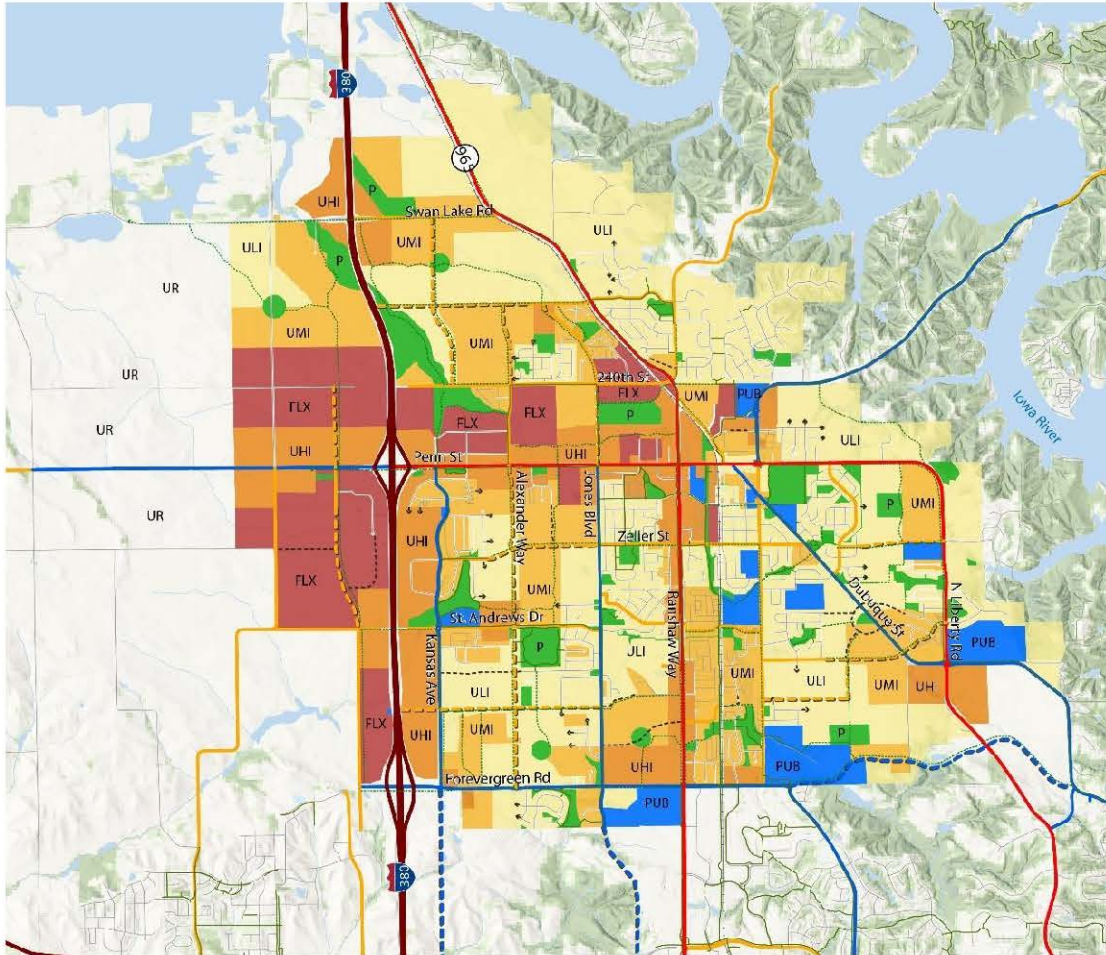 380
965
P
UHI
Swan Lake Rd
ULI
UMI
ULI
P
UR
UMI
UMI
UR
240th St
FLX
FLX
FLX
UMI
PUB
P
FLX
Iowa River
ULI
UHI
UHI
Penn St
UR
Alexander Way
Jones Blvd
P
UMI
UHI
Zeller St
FLX
UMI
Dubuque St
Ranshaw Way
N Liberty Rd
St. Andrews Dr
Kansas Ave
P
ULI
PUB
ULI
UMI
ULI
UMI
UH
FLX
UHI
UMI
P
UHI
PUB
Forevergreen Rd
PUB
380